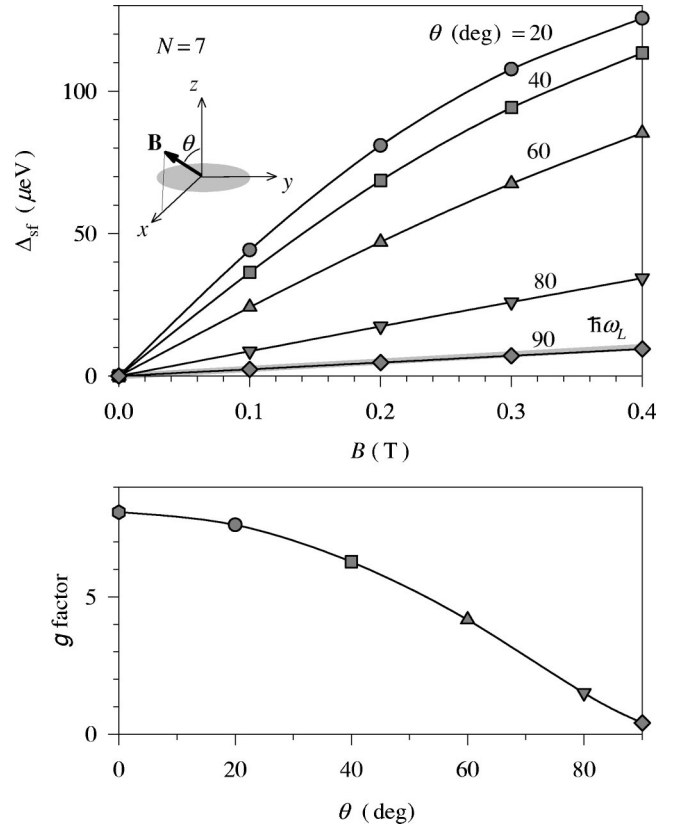 N = 7
θ (deg) = 20
40
60
80
90
ħω_L
z
B
θ
y
x
Δ_sf (μeV)
100
50
0
0.0 0.1 0.2 0.3 0.4
B ( T )
g factor
5
0
0 20 40 60 80
θ (deg)